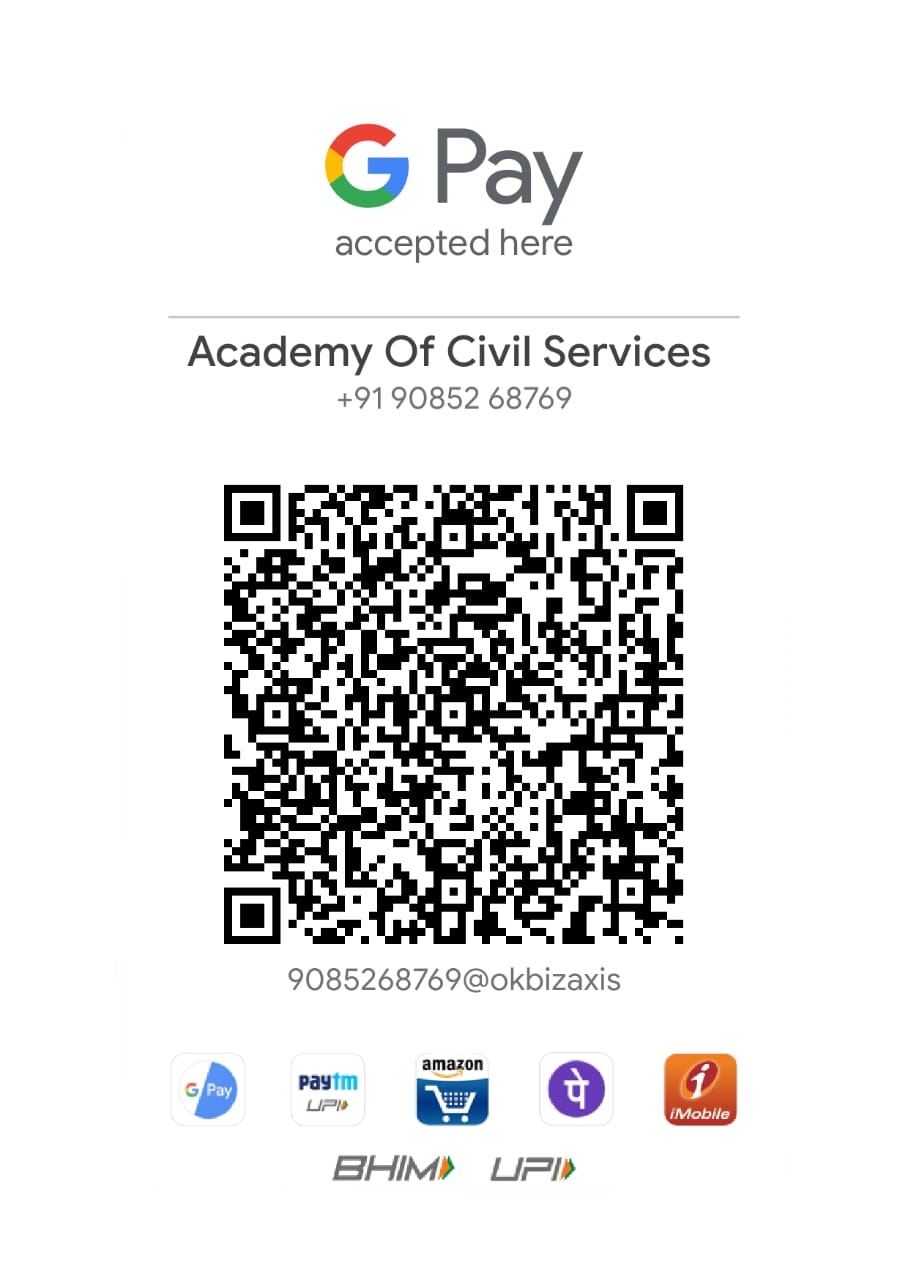 G Pay
accepted here
Academy Of Civil Services
+91 90852 68769
9085268769@okbizaxis
G Pay
paytm
UPI
amazon
पे
i
iMobile
BHIM UPI